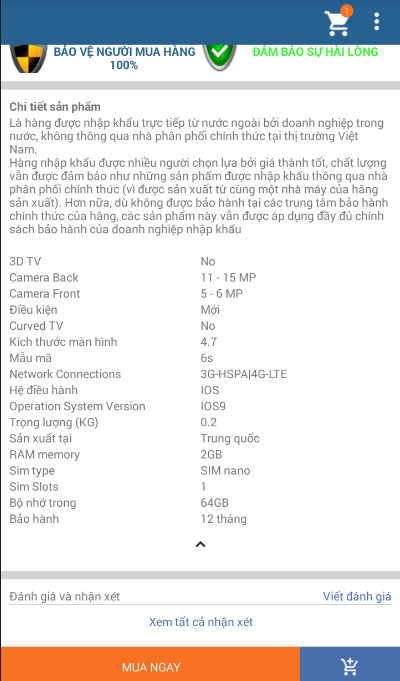 1
BẢO VỆ NGƯỜI MUA HÀNG
100%
ĐẢM BẢO SỰ HÀI LÒNG
Chi tiết sản phẩm
Là hàng được nhập khẩu trực tiếp từ nước ngoài bởi doanh nghiệp trong
nước, không thông qua nhà phân phối chính thức tại thị trường Việt
Nam.
Hàng nhập khẩu được nhiều người chọn lựa bởi giá thành tốt, chất lượng
vẫn được đảm bảo như những sản phẩm được nhập khẩu thông qua nhà
phân phối chính thức (vì được sản xuất từ cùng một nhà máy của hãng
sản xuất). Hơn nữa, dù không được bảo hành tại các trung tâm bảo hành
chính thức của hãng, các sản phẩm này vẫn được áp dụng đầy đủ chính
sách bảo hành của doanh nghiệp nhập khẩu
3D TV No
Camera Back 11 - 15 MP
Camera Front 5 - 6 MP
Điều kiện Mới
Curved TV No
Kích thước màn hình 4.7
Mẫu mã 6s
Network Connections 3G-HSPA|4G-LTE
Hệ điều hành IOS
Operation System Version IOS9
Trọng lượng (KG) 0.2
Sản xuất tại Trung quốc
RAM memory 2GB
Sim type SIM nano
Sim Slots 1
Bộ nhớ trong 64GB
Bảo hành 12 tháng
Đánh giá và nhận xét Viết đánh giá
Xem tất cả nhận xét
MUA NGAY